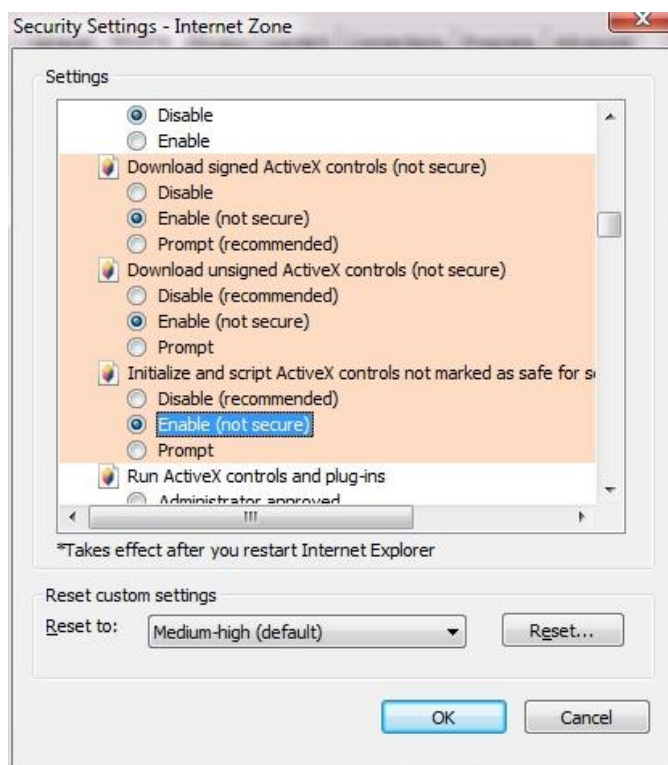 Security Settings - Internet Zone
Settings
Disable
Enable
Download signed ActiveX controls (not secure)
Disable
Enable (not secure)
Prompt (recommended)
Download unsigned ActiveX controls (not secure)
Disable (recommended)
Enable (not secure)
Prompt
Initialize and script ActiveX controls not marked as safe for s
Disable (recommended)
Enable (not secure)
Prompt
Run ActiveX controls and plug-ins
Administrator approved
*Takes effect after you restart Internet Explorer
Reset custom settings
Reset to: Medium-high (default) Reset...
OK Cancel